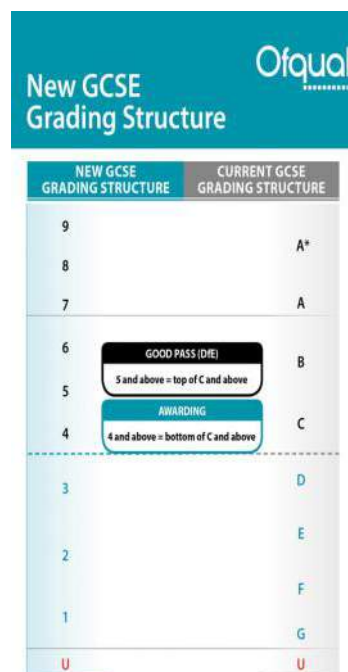 Ofqual
New GCSE
Grading Structure
NEW GCSE
GRADING STRUCTURE
CURRENT GCSE
GRADING STRUCTURE
9
A*
8
7
A
6
GOOD PASS (DfE)
B
5 and above = top of C and above
5
AWARDING
4
C
4 and above = bottom of C and above
3
D
E
2
F
1
G
U
U